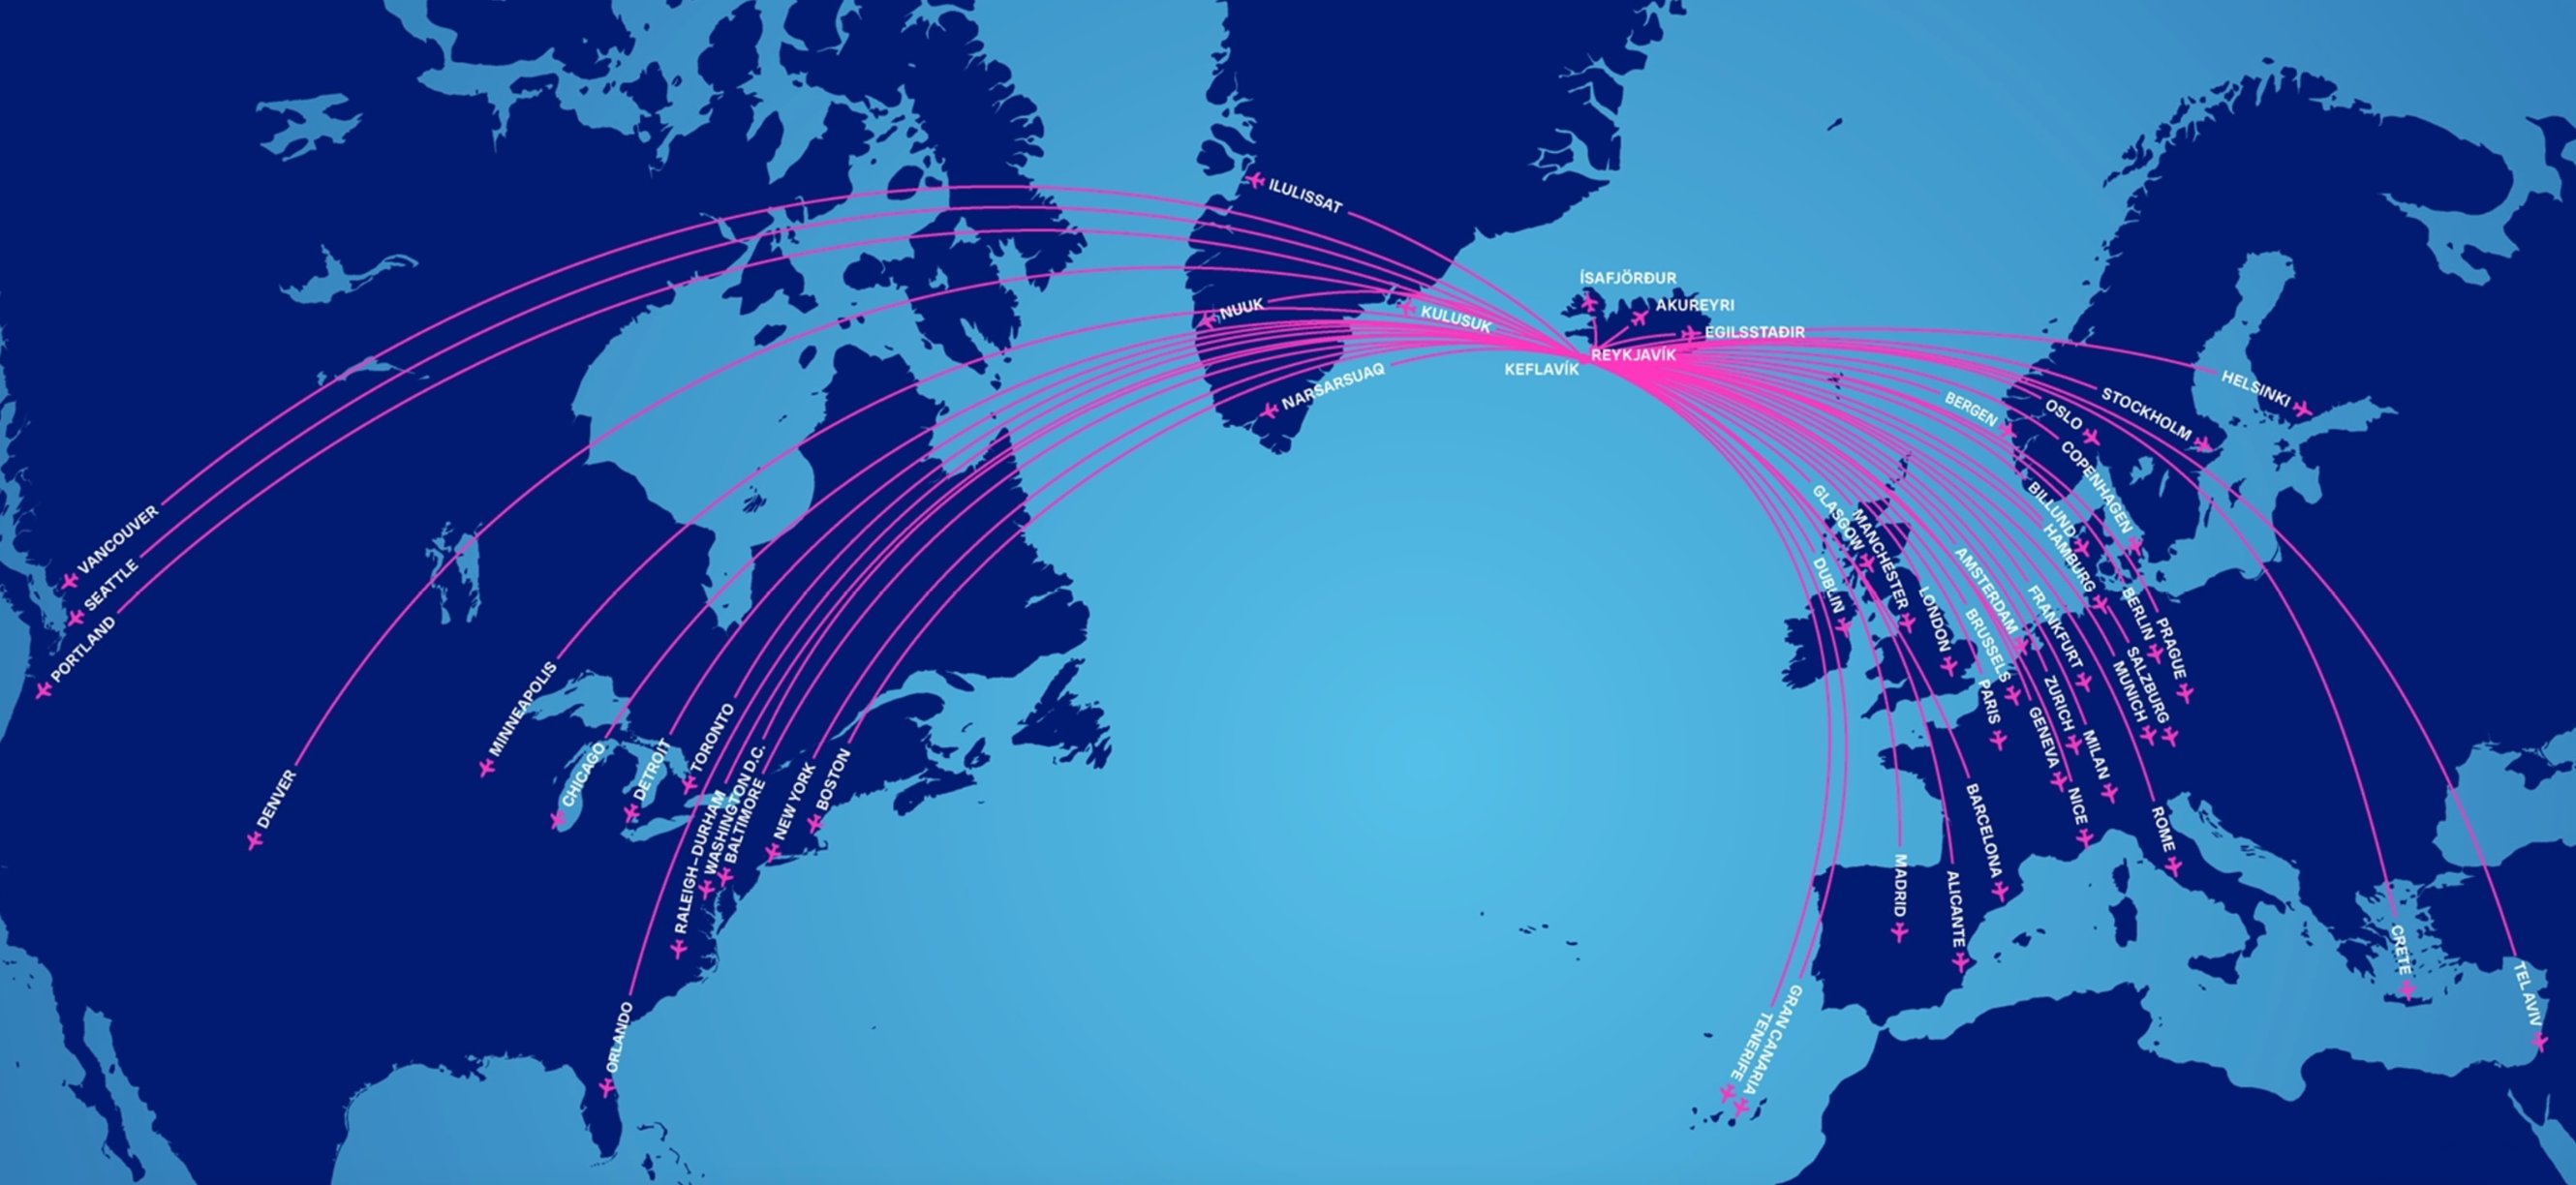 ILULISSAT
ÍSAFJÖRÐUR
AKUREYRI
NUUK
KULUSUK
EGILSSTAÐIR
REYKJAVÍK
KEFLAVÍK
NARSARSUAQ
HELSINKI
STOCKHOLM
OSLO
BERGEN
COPENHAGEN
BILLUND
HAMBURG
GLASGOW
MANCHESTER
DUBLIN
LONDON
AMSTERDAM
BRUSSELS
FRANKFURT
BERLIN
PRAGUE
SALZBURG
MUNICH
PARIS
ZURICH
GENEVA
MILAN
NICE
ROME
BARCELONA
MADRID
ALICANTE
CRETE
TEL AVIV
GRAN CANARIA
TENERIFE
VANCOUVER
SEATTLE
PORTLAND
DENVER
MINNEAPOLIS
CHICAGO
DETROIT
TORONTO
RALEIGH–DURHAM
WASHINGTON D.C.
BALTIMORE
NEW YORK
BOSTON
ORLANDO